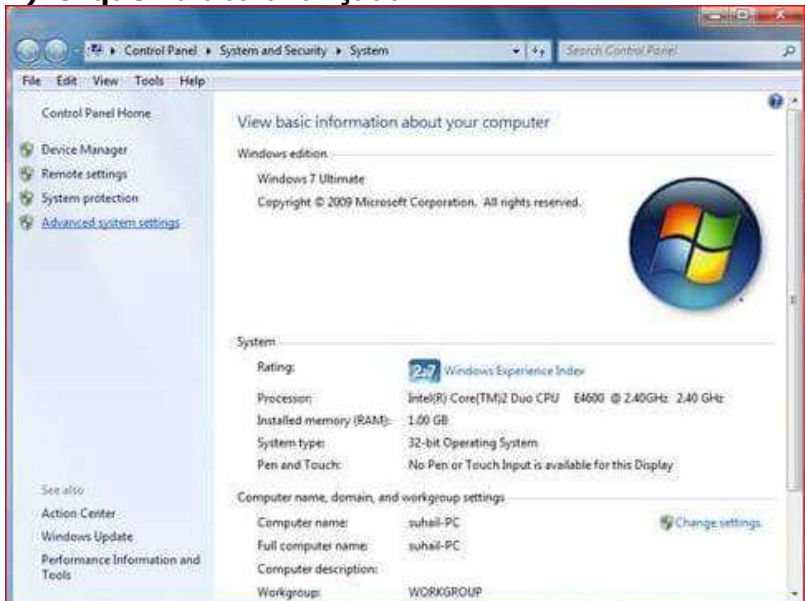 Control Panel ▸ System and Security ▸ System
Search Control Panel
File Edit View Tools Help
Control Panel Home
Device Manager
Remote settings
System protection
Advanced system settings
See also
Action Center
Windows Update
Performance Information and
Tools
View basic information about your computer
Windows edition
Windows 7 Ultimate
Copyright © 2009 Microsoft Corporation. All rights reserved.
System
Rating:
2.7 Windows Experience Index
Processor:
Intel(R) Core(TM)2 Duo CPU E4600 @ 2.40GHz 2.40 GHz
Installed memory (RAM):
1.00 GB
System type:
32-bit Operating System
Pen and Touch:
No Pen or Touch Input is available for this Display
Computer name, domain, and workgroup settings
Computer name:
suhail-PC
Change settings
Full computer name:
suhail-PC
Computer description:
Workgroup:
WORKGROUP